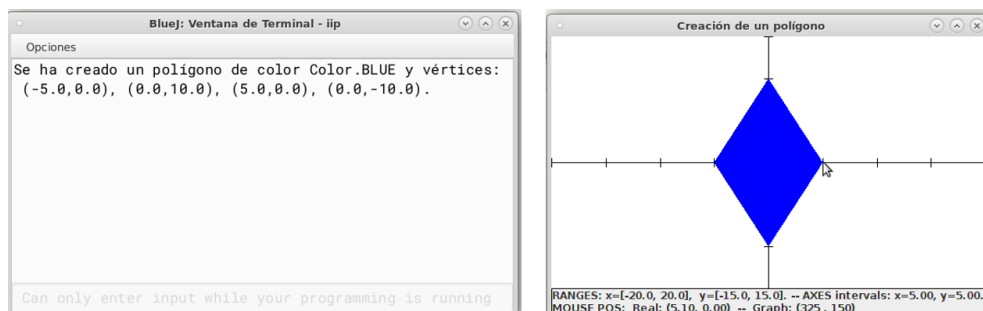 BlueJ: Ventana de Terminal - iip
Opciones
Se ha creado un polígono de color Color.BLUE y vértices:
(-5.0,0.0), (0.0,10.0), (5.0,0.0), (0.0,-10.0).
Can only enter input while your programming is running
Creación de un polígono
RANGES: x=[-20.0, 20.0], y=[-15.0, 15.0]. -- AXES intervals: x=5.00, y=5.00.
MOUSE POS: Real: (5.10, 0.00) -- Graph: (325 , 150)